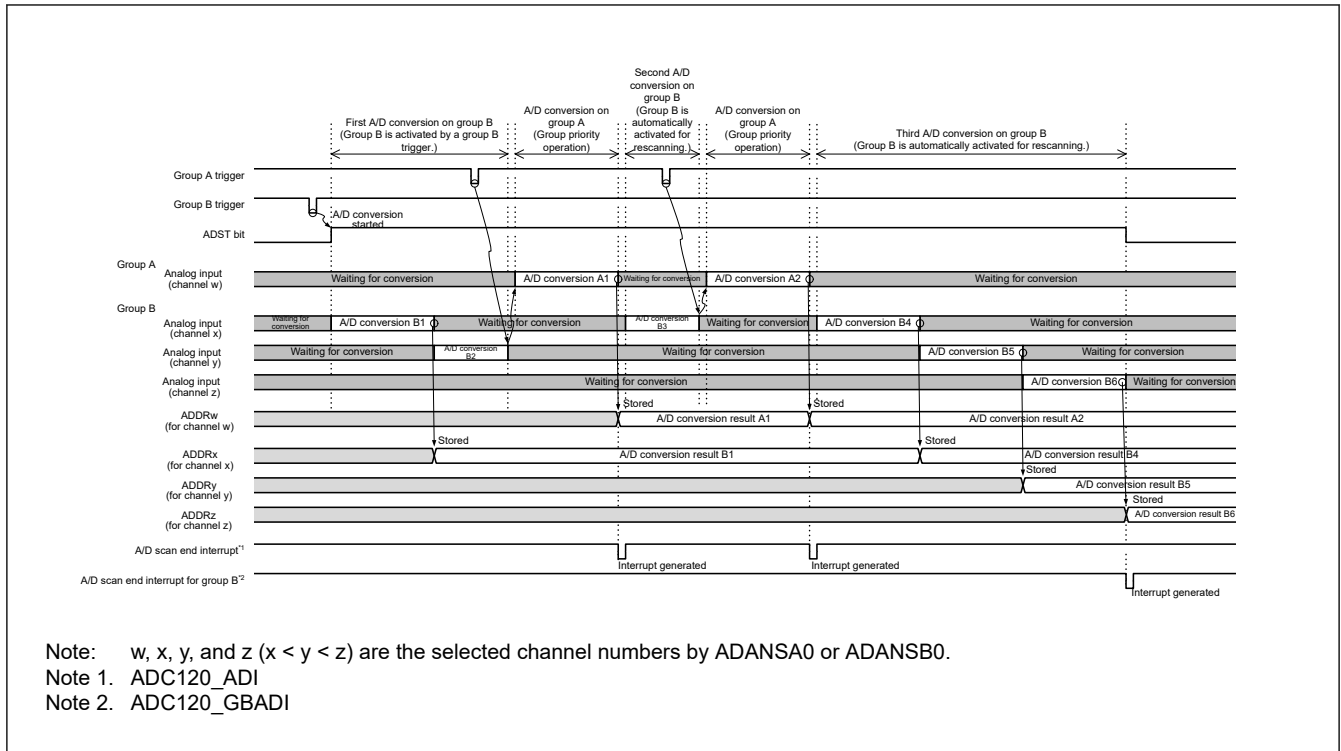 Second A/D
conversion on
group B
(Group B is
automatically
activated for
rescanning.)
First A/D conversion on group B
(Group B is activated by a group B
trigger.)
A/D conversion on
group A
(Group priority
operation)
A/D conversion on
group A
(Group priority
operation)
Third A/D conversion on group B
(Group B is automatically activated for rescanning.)
Group A trigger
Group B trigger
A/D conversion
started
ADST bit
Group A
Analog input
(channel w)
Waiting for conversion
A/D conversion A1
Waiting for conversion
A/D conversion A2
Waiting for conversion
Group B
Analog input
(channel x)
Waiting for
conversion
A/D conversion B1
Waiting for conversion
A/D conversion
B3
Waiting for conversion
A/D conversion B4
Waiting for conversion
Analog input
(channel y)
Waiting for conversion
A/D conversion
B2
Waiting for conversion
A/D conversion B5
Waiting for conversion
Analog input
(channel z)
Waiting for conversion
A/D conversion B6
Waiting for conversion
Stored
Stored
ADDRw
(for channel w)
A/D conversion result A1
A/D conversion result A2
Stored
Stored
ADDRx
(for channel x)
A/D conversion result B1
A/D conversion result B4
Stored
ADDRy
(for channel y)
A/D conversion result B5
Stored
ADDRz
(for channel z)
A/D conversion result B6
A/D scan end interrupt*1
Interrupt generated
Interrupt generated
A/D scan end interrupt for group B*2
Interrupt generated
Note: w, x, y, and z (x < y < z) are the selected channel numbers by ADANSA0 or ADANSB0.
Note 1. ADC120_ADI
Note 2. ADC120_GBADI